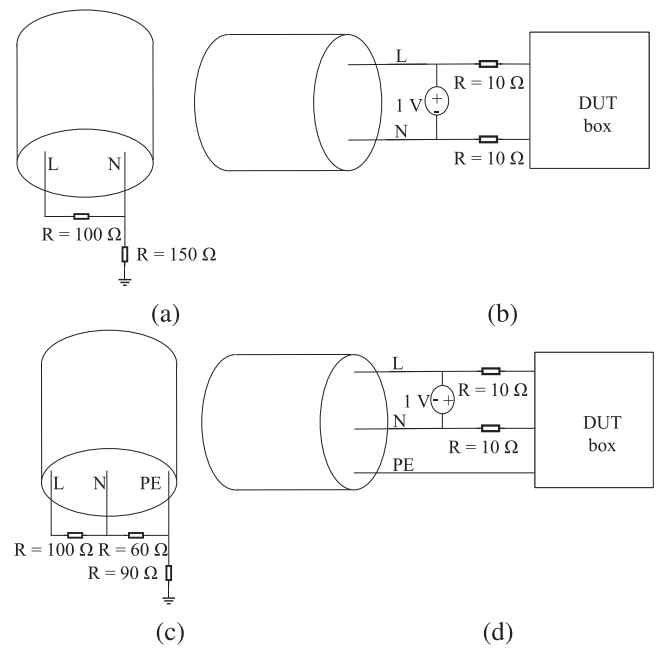 L
N
R = 100 Ω
R = 150 Ω
(a)
L
R = 10 Ω
1 V
+
-
N
R = 10 Ω
DUT
box
(b)
L
N
PE
R = 100 Ω
R = 60 Ω
R = 90 Ω
(c)
L
R = 10 Ω
1 V
- +
N
R = 10 Ω
PE
DUT
box
(d)